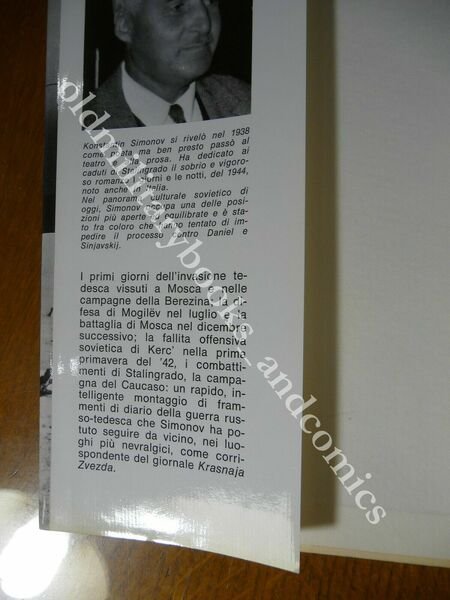 Konstantin Simonov si rivelò nel 1938
come poeta ma ben presto passò al
teatro e alla prosa. Ha dedicato ai
caduti di Stalingrado il sobrio e vigoro-
so romanzo I giorni e le notti, del 1944,
noto anche in Italia.
Nel panorama culturale sovietico di
oggi, Simonov occupa una delle posi-
zioni più aperte ed equilibrate e è sta-
to fra coloro che hanno tentato di im-
pedire il processo contro Daniel e
Sinjavskij.
I primi giorni dell'invasione te-
desca vissuti a Mosca e nelle
campagne della Berezina; la di-
fesa di Mogilëv nel luglio e la
battaglia di Mosca nel dicembre
successivo; la fallita offensiva
sovietica di Kerc' nella prima
primavera del '42, i combatti-
menti di Stalingrado, la campa-
gna del Caucaso: un rapido, in-
telligente montaggio di fram-
menti di diario della guerra rus-
so-tedesca che Simonov ha po-
tuto seguire da vicino, nei luo-
ghi più nevralgici, come corri-
spondente del giornale Krasnaja
Zvezda.
oldmilitarybooks_andcomics